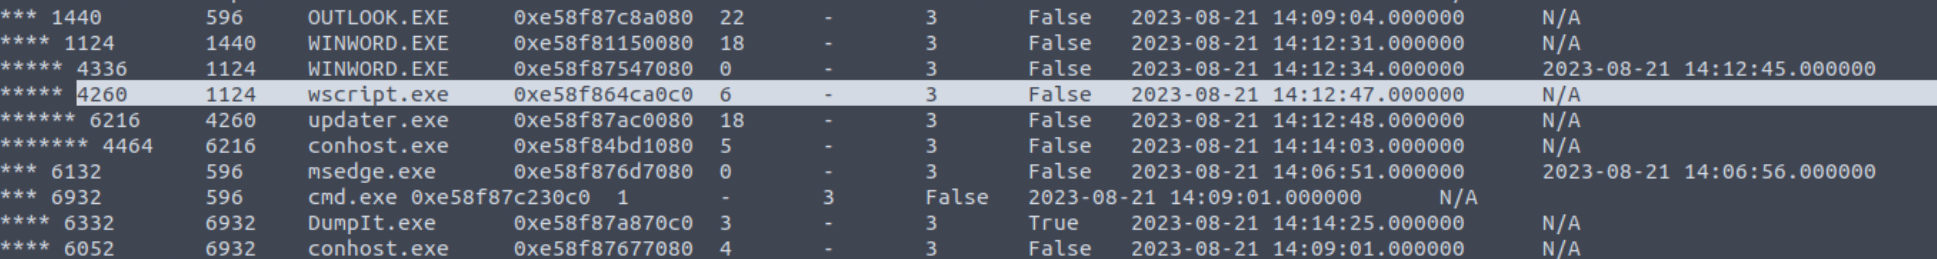 *** 1440 596 OUTLOOK.EXE 0xe58f87c8a080 22 - 3 False 2023-08-21 14:09:04.000000 N/A
**** 1124 1440 WINWORD.EXE 0xe58f81150080 18 - 3 False 2023-08-21 14:12:31.000000 N/A
***** 4336 1124 WINWORD.EXE 0xe58f87547080 0 - 3 False 2023-08-21 14:12:34.000000 2023-08-21 14:12:45.000000
***** 4260 1124 wscript.exe 0xe58f864ca0c0 6 - 3 False 2023-08-21 14:12:47.000000 N/A
****** 6216 4260 updater.exe 0xe58f87ac0080 18 - 3 False 2023-08-21 14:12:48.000000 N/A
******* 4464 6216 conhost.exe 0xe58f84bd1080 5 - 3 False 2023-08-21 14:14:03.000000 N/A
*** 6132 596 msedge.exe 0xe58f876d7080 0 - 3 False 2023-08-21 14:06:51.000000 2023-08-21 14:06:56.000000
*** 6932 596 cmd.exe 0xe58f87c230c0 1 - 3 False 2023-08-21 14:09:01.000000 N/A
**** 6332 6932 DumpIt.exe 0xe58f87a870c0 3 - 3 True 2023-08-21 14:14:25.000000 N/A
**** 6052 6932 conhost.exe 0xe58f87677080 4 - 3 False 2023-08-21 14:09:01.000000 N/A